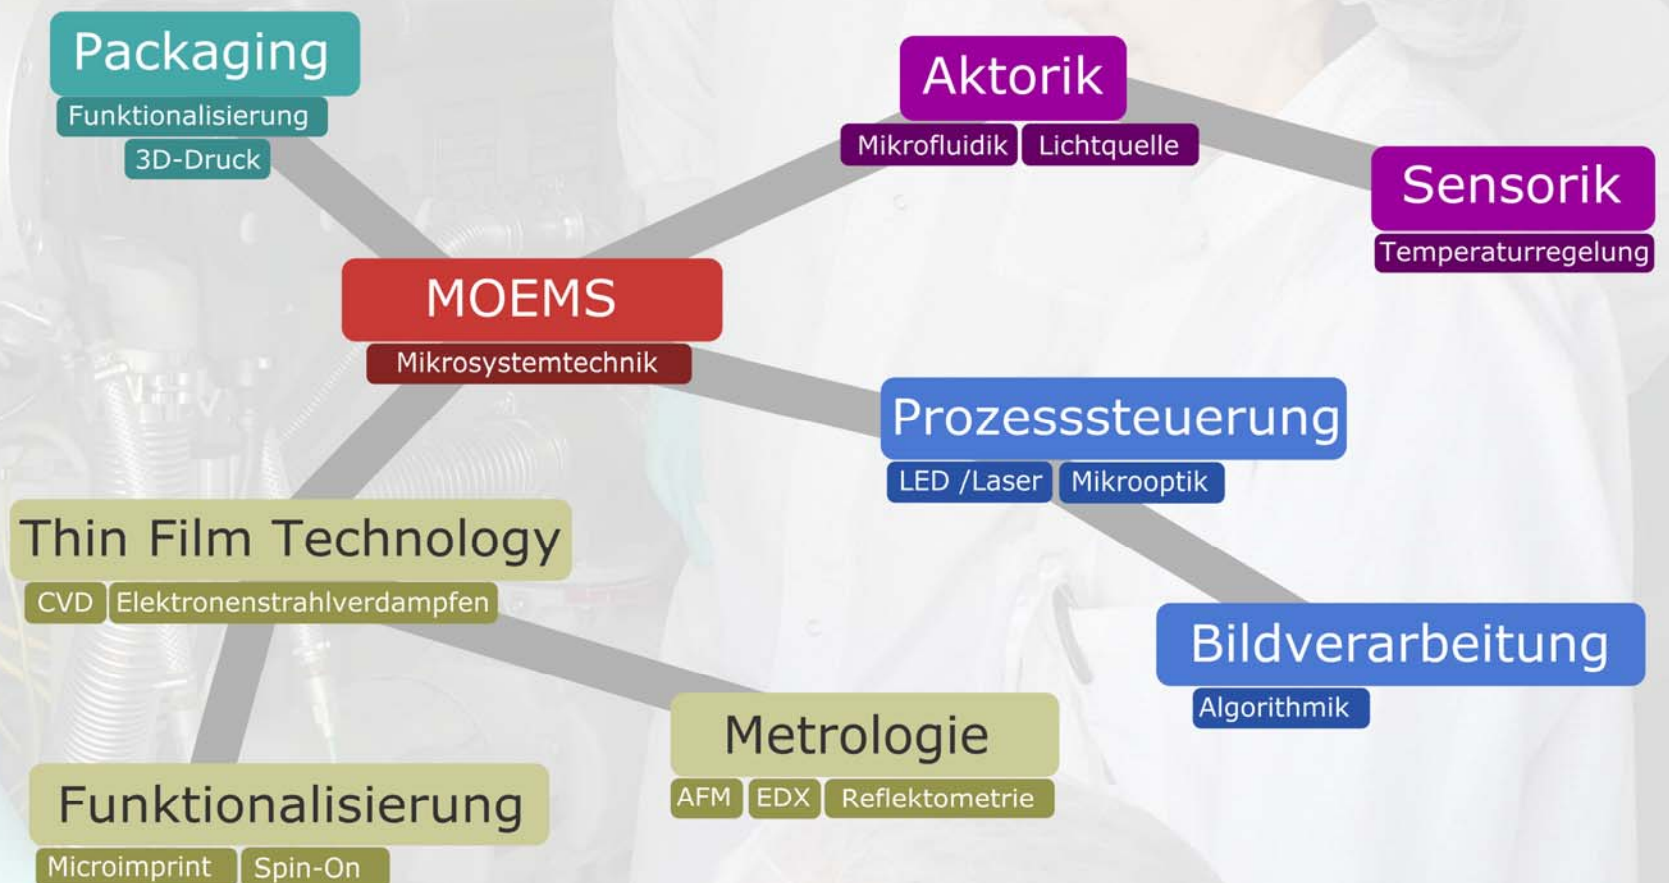 Packaging
Funktionalisierung
3D-Druck
Aktorik
Mikrofluidik Lichtquelle
Sensorik
Temperaturregelung
MOEMS
Mikrosystemtechnik
Prozesssteuerung
LED /Laser Mikrooptik
Thin Film Technology
CVD Elektronenstrahlverdampfen
Bildverarbeitung
Algorithmik
Metrologie
AFM EDX Reflektometrie
Funktionalisierung
Microimprint Spin-On